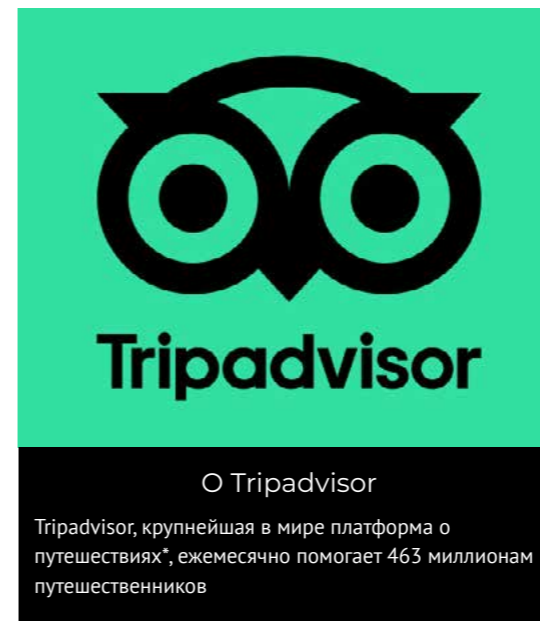 Tripadvisor
О Tripadvisor
Tripadvisor, крупнейшая в мире платформа о
путешествиях*, ежемесячно помогает 463 миллионам
путешественников